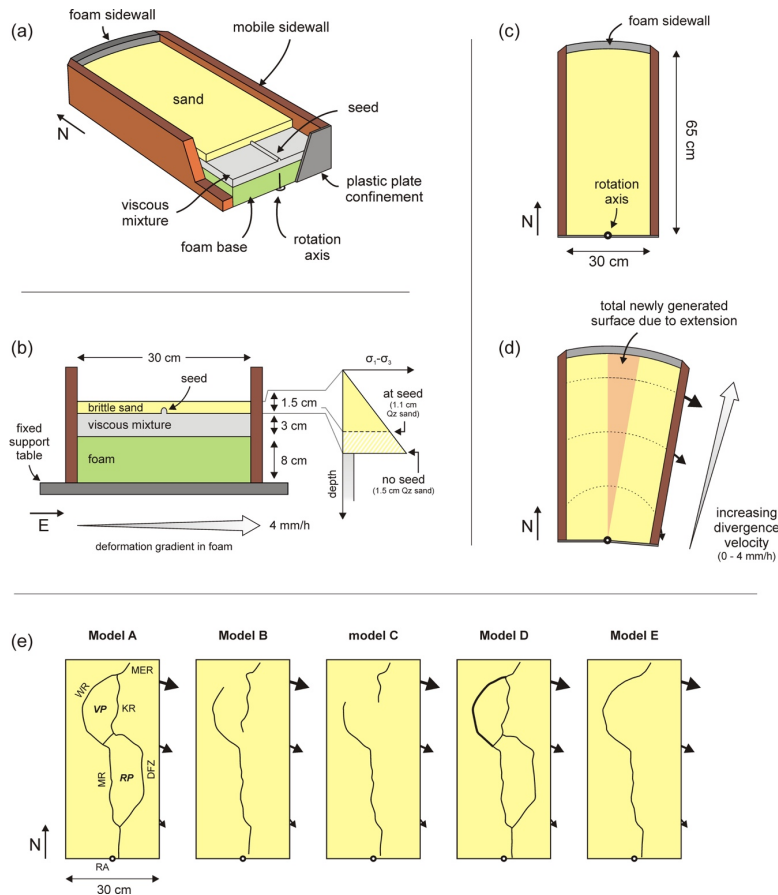 (a)
foam sidewall
mobile sidewall
sand
seed
N
plastic plate
confinement
viscous
mixture
foam base
rotation
axis
(b)
30 cm
seed
σ₁-σ₃
brittle sand
1.5 cm
at seed
(1.1 cm
Qz sand)
viscous mixture
3 cm
fixed
support
table
foam
8 cm
depth
no seed
(1.5 cm Qz sand)
E
4 mm/h
deformation gradient in foam
(c)
foam sidewall
65 cm
rotation
axis
N
30 cm
(d)
total newly generated
surface due to extension
N
increasing
divergence
velocity
(0 - 4 mm/h)
(e)
Model A
Model B
model C
Model D
Model E
MER
WR
VP
KR
MR
RP
DFZ
N
RA
30 cm